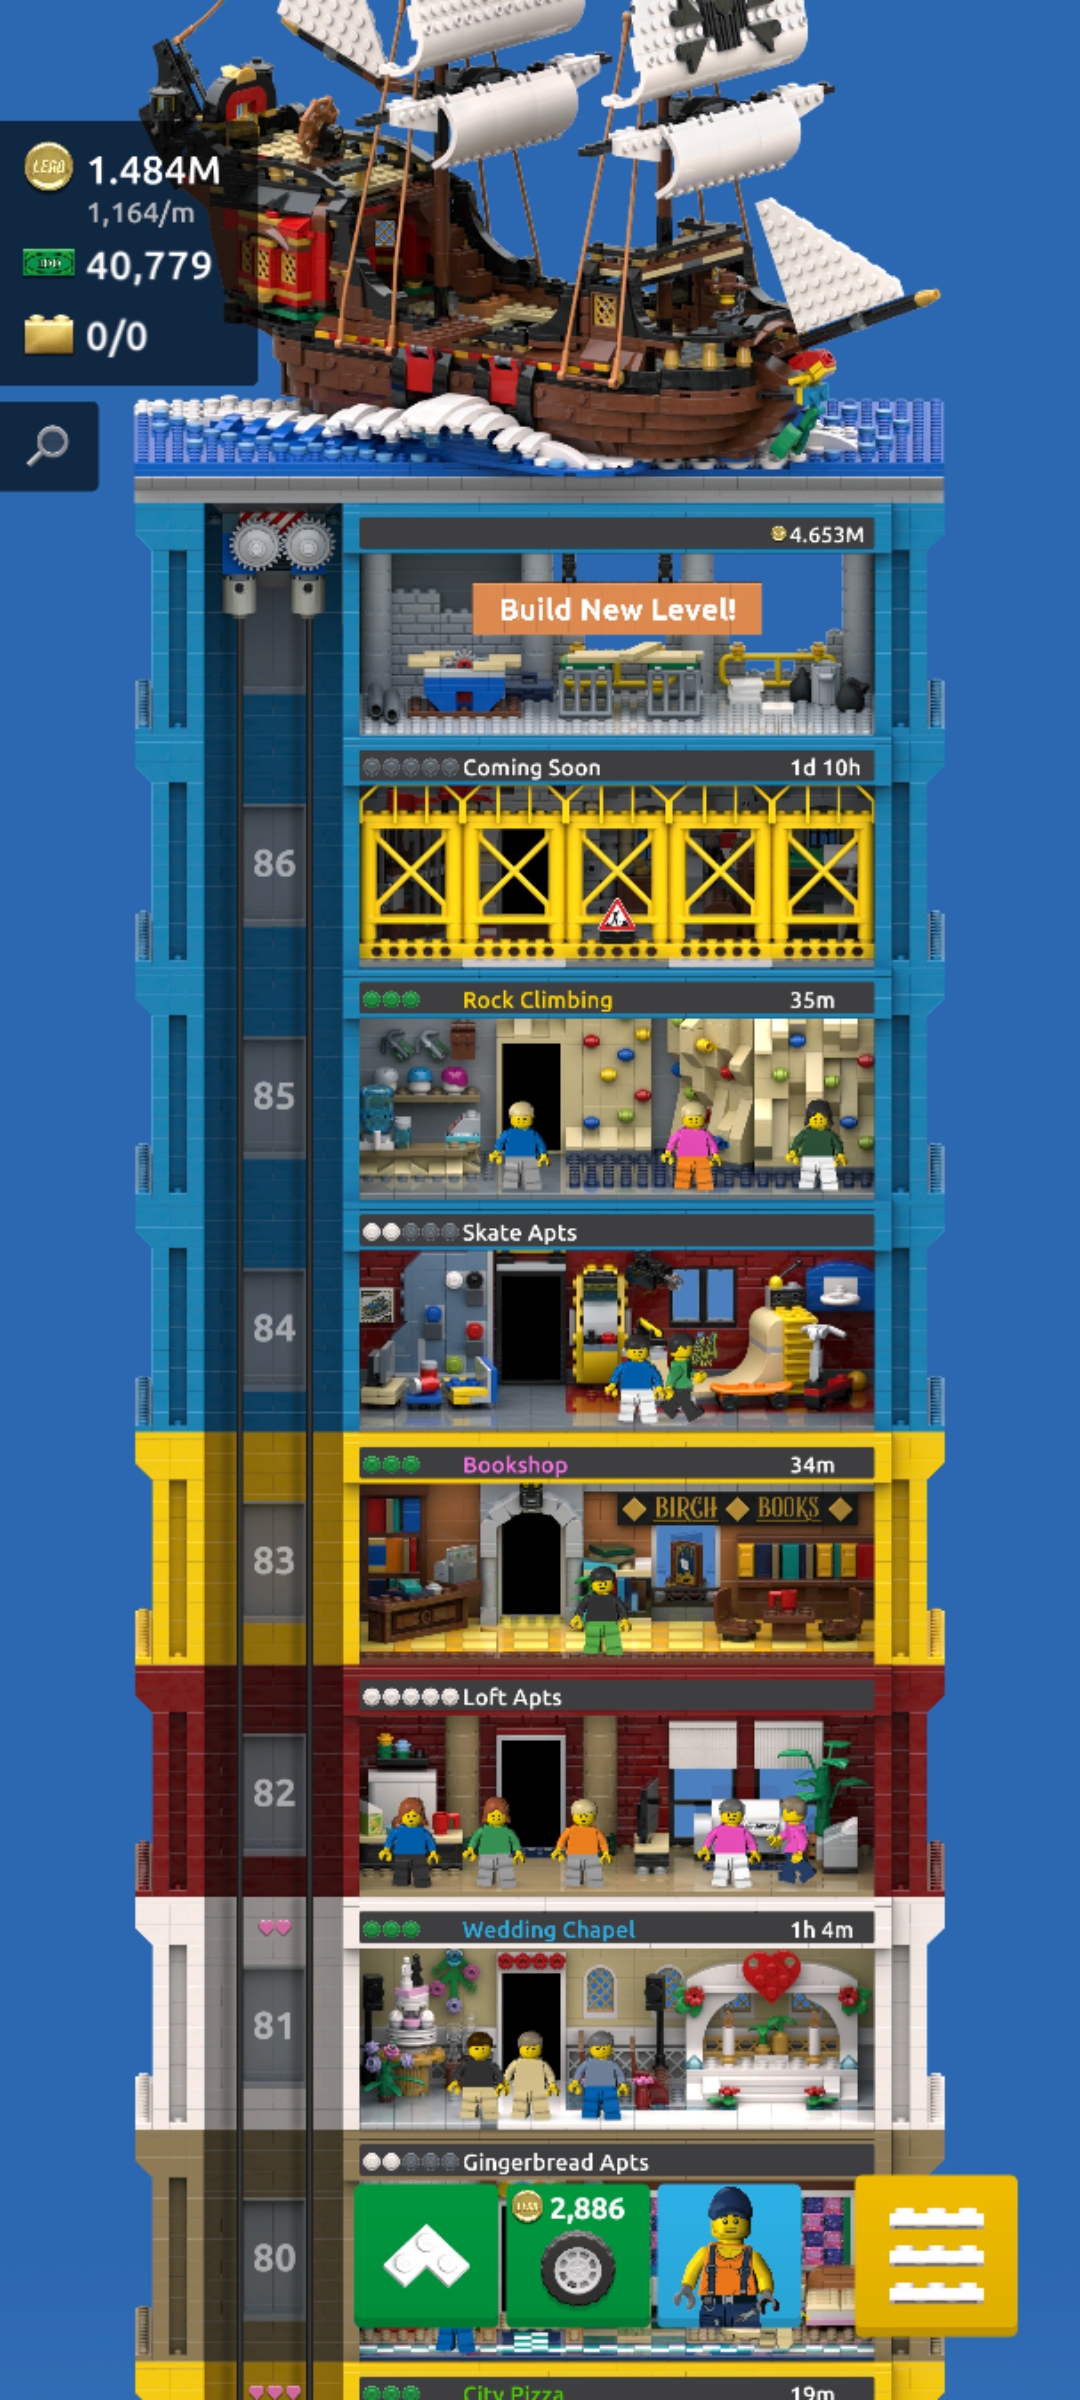 LEGO
1.484M
1,164/m
40,779
0/0
4.653M
Build New Level!
Coming Soon
1d 10h
86
Rock Climbing
35m
85
Skate Apts
84
Bookshop
34m
BIRCH BOOKS
83
Loft Apts
82
Wedding Chapel
1h 4m
81
Gingerbread Apts
2,886
80
City Pizza
19m